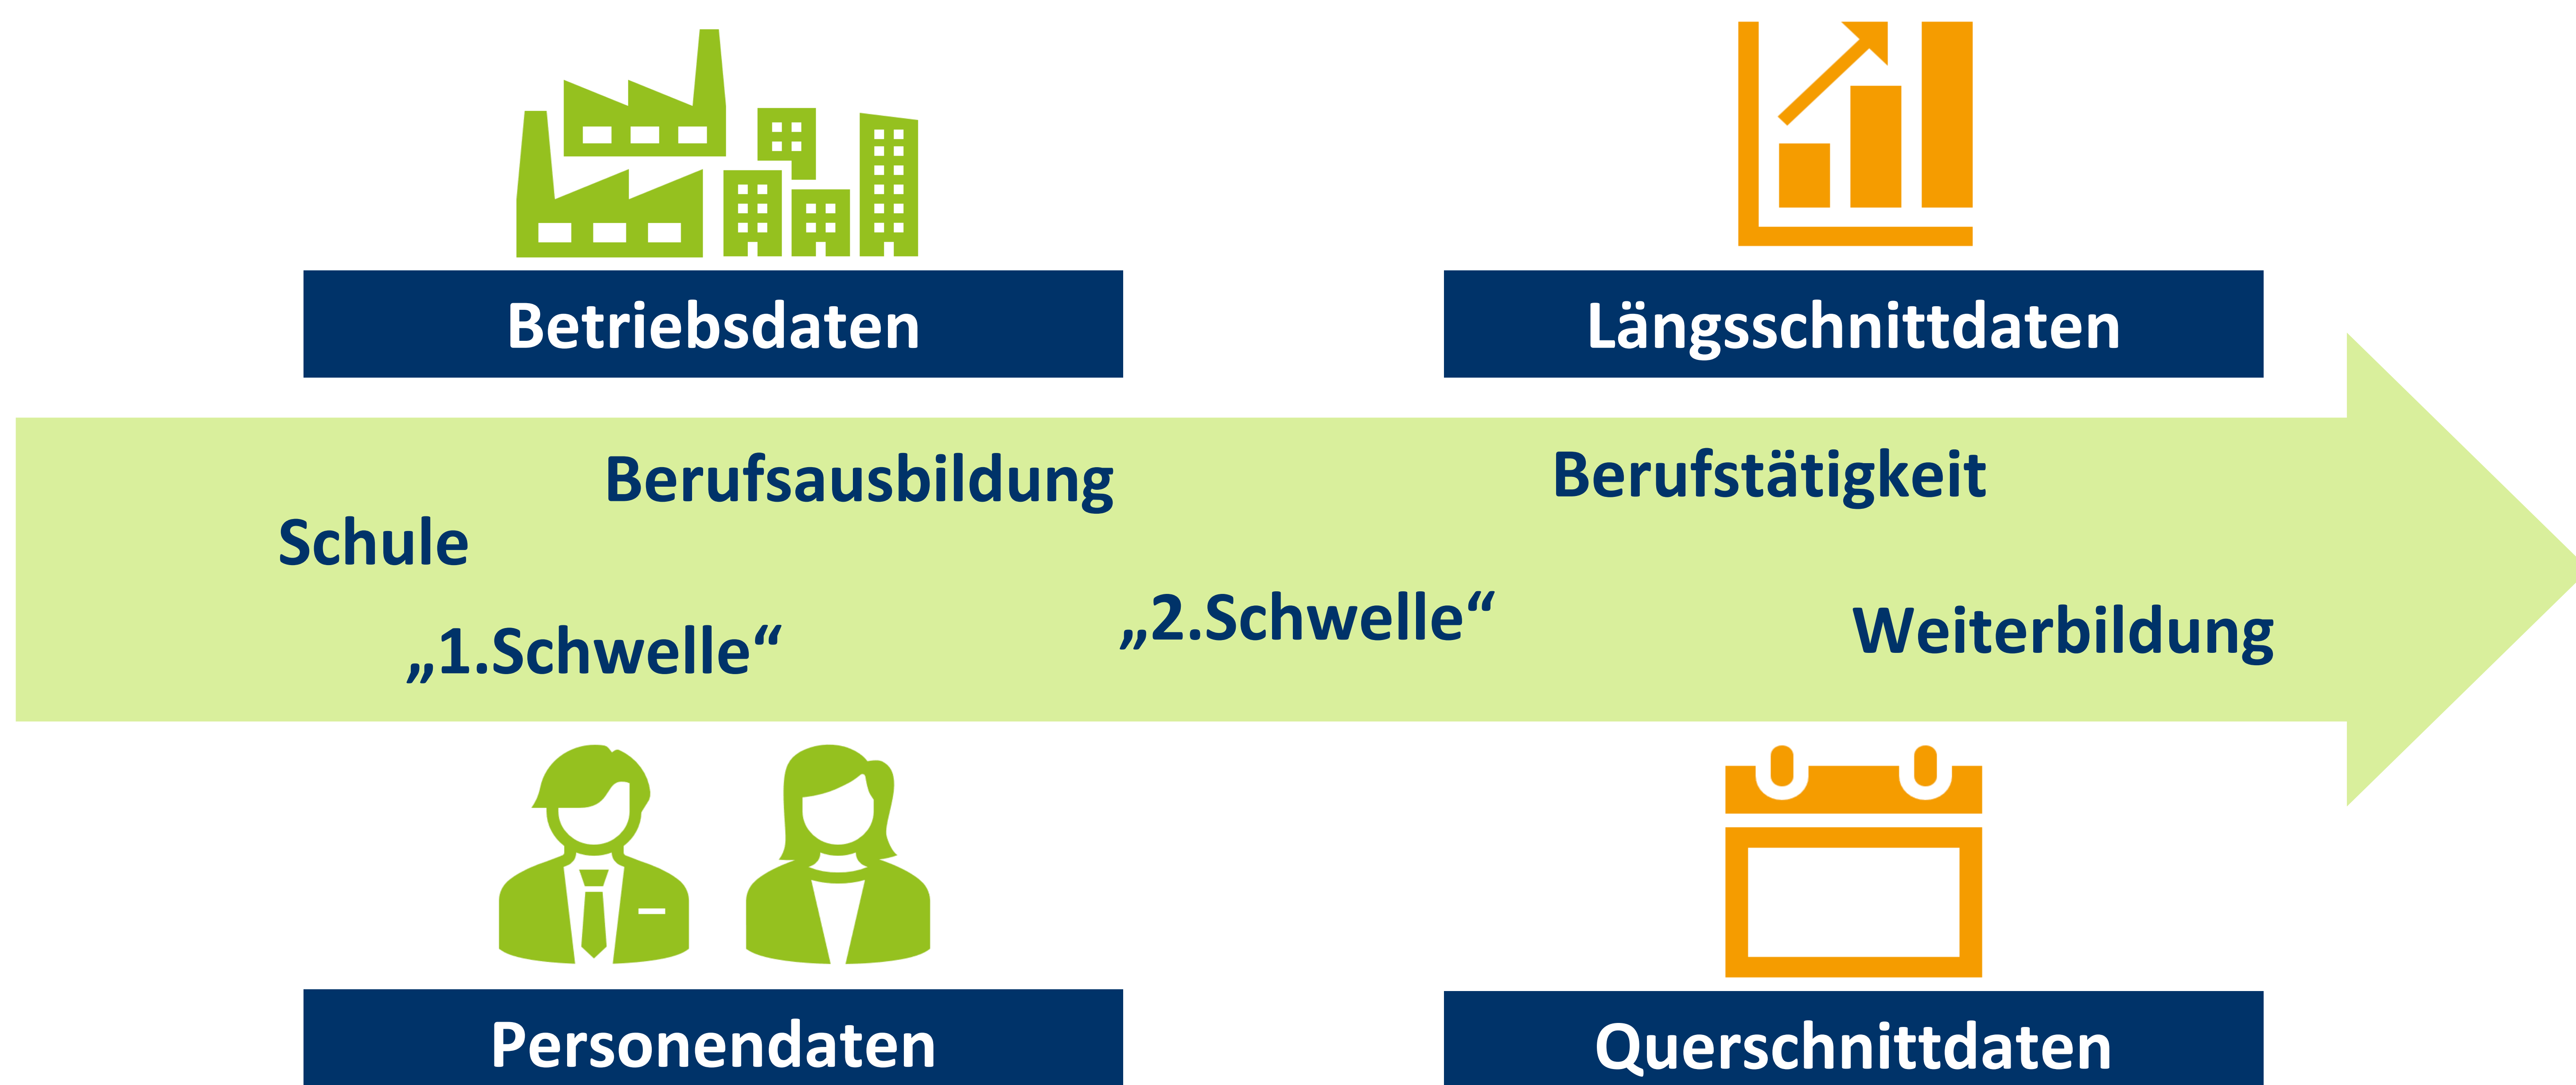 Betriebsdaten
Längsschnittdaten
Berufsausbildung
Berufstätigkeit
Schule
„2.Schwelle“
„1.Schwelle“
Weiterbildung
Personendaten
Querschnittdaten